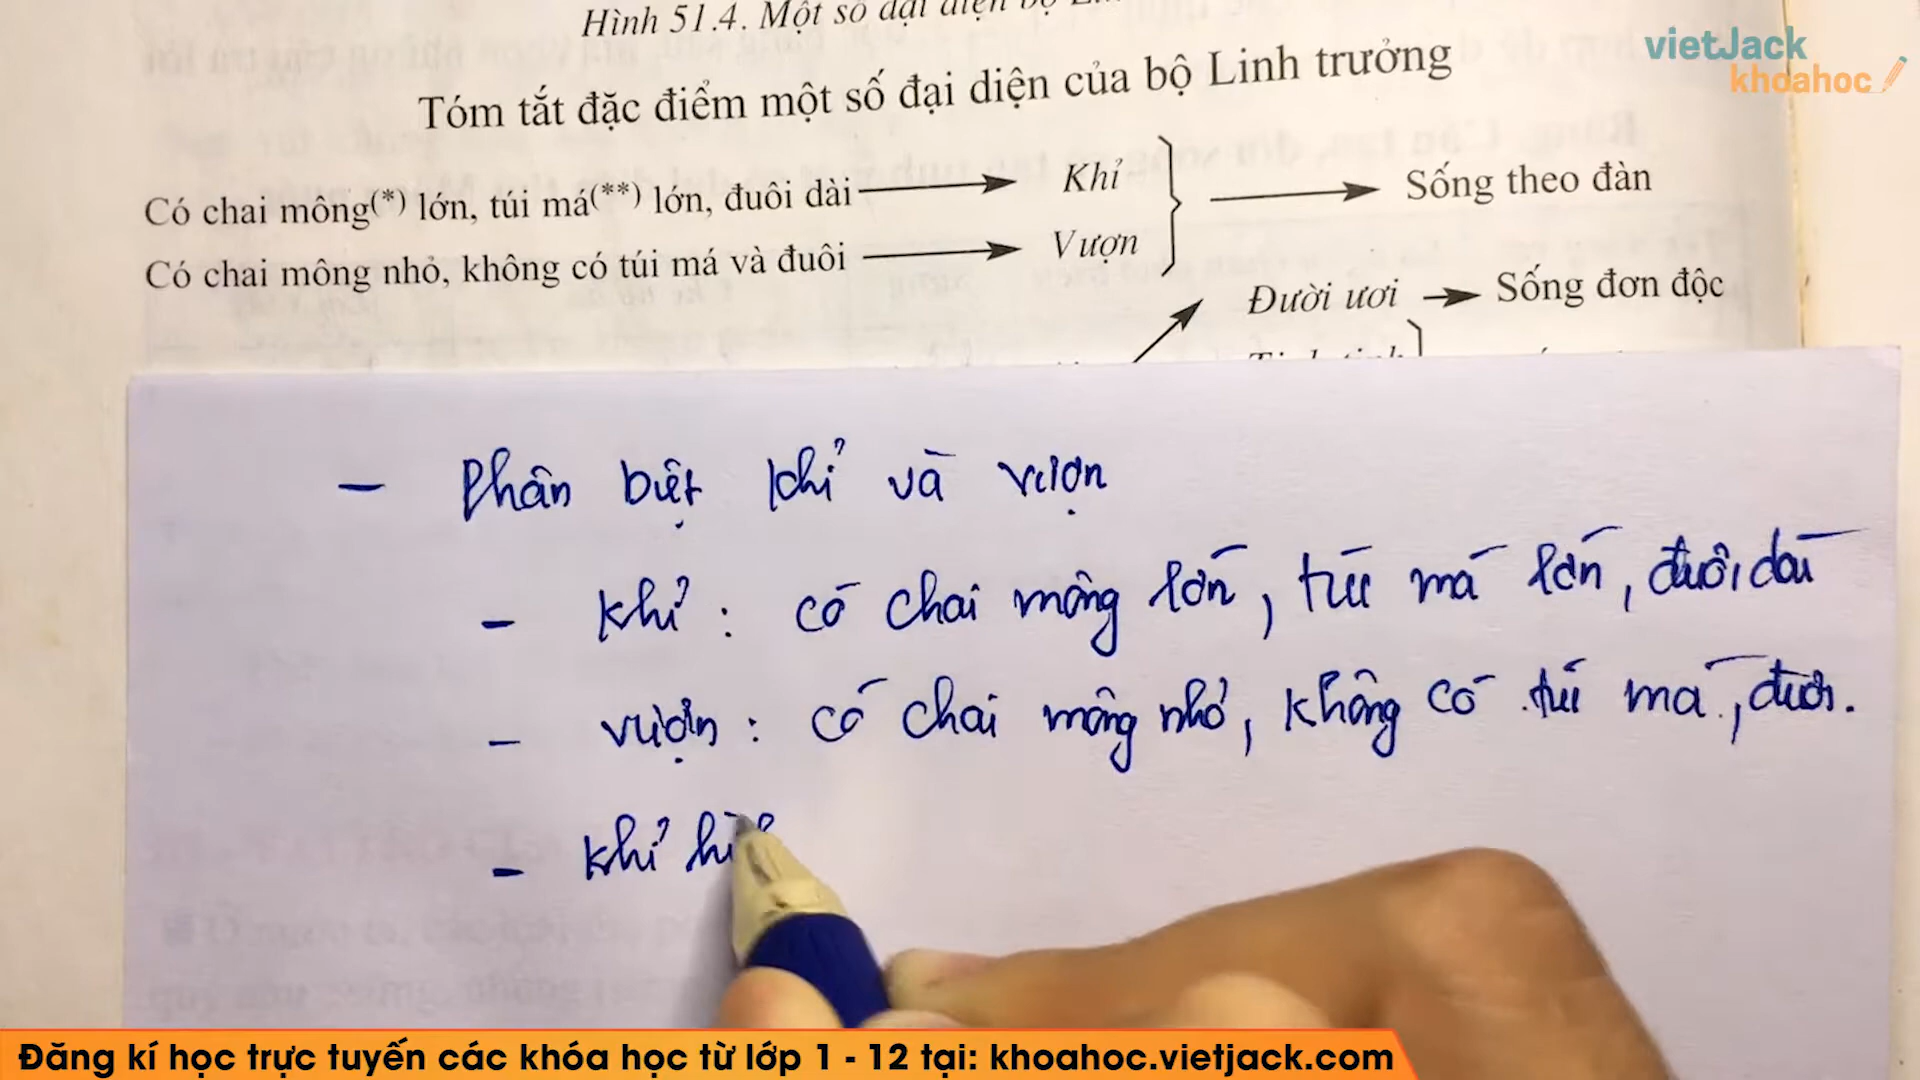 Hình 51.4. Một số đại diện bộ
vietJack
khoahoc
Tóm tắt đặc điểm một số đại diện của bộ Linh trưởng
Có chai mông(*) lớn, túi má(**) lớn, đuôi dài → Khỉ
Sống theo đàn
Có chai mông nhỏ, không có túi má và đuôi → Vượn
Đười ươi → Sống đơn độc
- Phân biệt khỉ và vượn
- Khỉ : có chai mông lớn, túi má lớn, đuôi dài
- vượn : có chai mông nhỏ, không có túi má, đuôi.
- khỉ
Đăng kí học trực tuyến các khóa học từ lớp 1 - 12 tại: khoahoc.vietjack.com